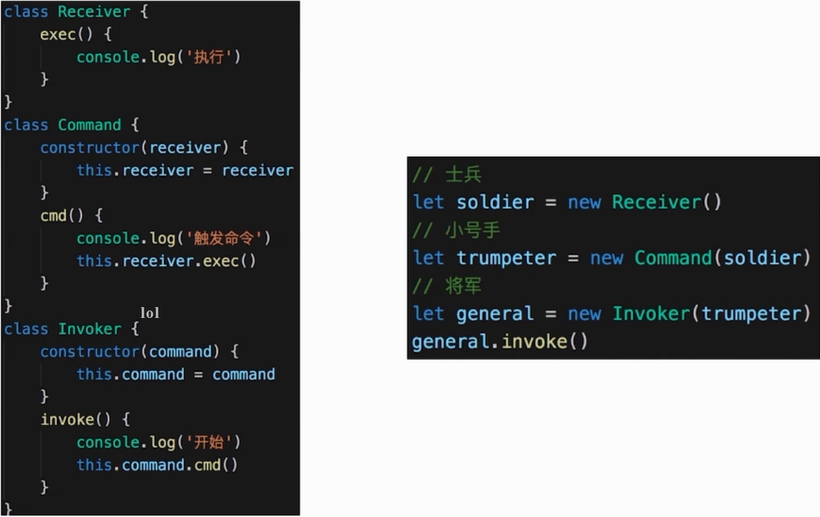 class Receiver {
exec() {
console.log('执行')
}
}
class Command {
constructor(receiver) {
this.receiver = receiver
}
cmd() {
console.log('触发命令')
this.receiver.exec()
}
}
lol
class Invoker {
constructor(command) {
this.command = command
}
invoke() {
console.log('开始')
this.command.cmd()
}
}
// 士兵
let soldier = new Receiver()
// 小号手
let trumpeter = new Command(soldier)
// 将军
let general = new Invoker(trumpeter)
general.invoke()